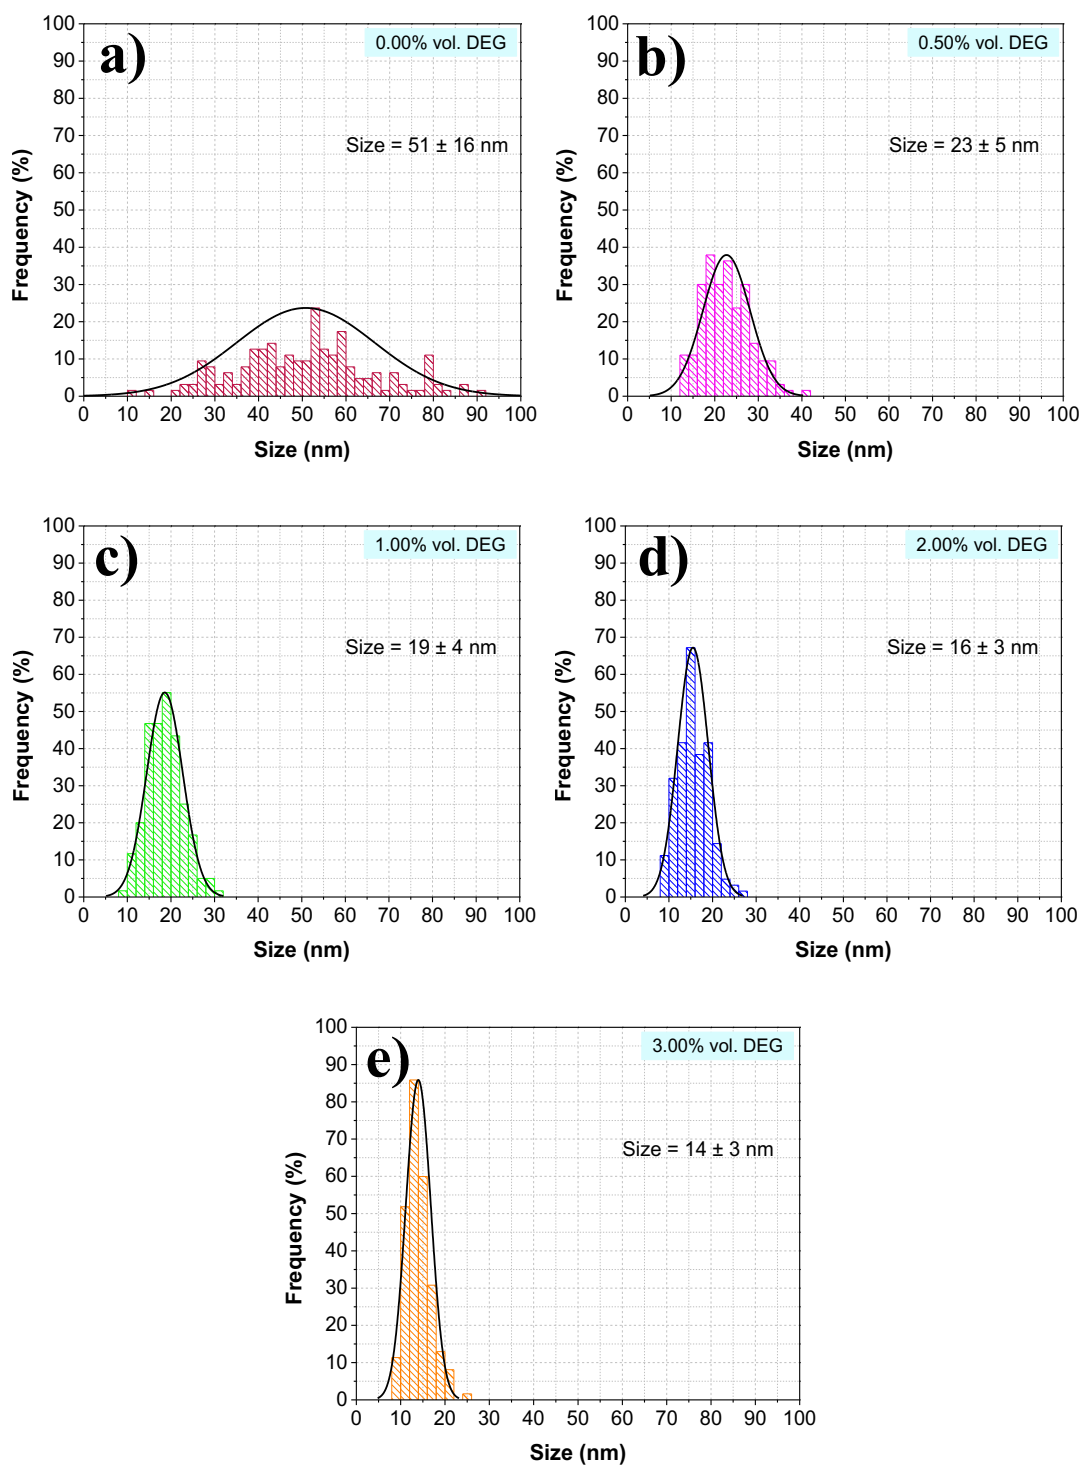 a)
0.00% vol. DEG
Size = 51 ± 16 nm
Frequency (%)
100
90
80
70
60
50
40
30
20
10
0
0 10 20 30 40 50 60 70 80 90 100
Size (nm)
b)
0.50% vol. DEG
Size = 23 ± 5 nm
Frequency (%)
100
90
80
70
60
50
40
30
20
10
0
0 10 20 30 40 50 60 70 80 90 100
Size (nm)
c)
1.00% vol. DEG
Size = 19 ± 4 nm
Frequency (%)
100
90
80
70
60
50
40
30
20
10
0
0 10 20 30 40 50 60 70 80 90 100
Size (nm)
d)
2.00% vol. DEG
Size = 16 ± 3 nm
Frequency (%)
100
90
80
70
60
50
40
30
20
10
0
0 10 20 30 40 50 60 70 80 90 100
Size (nm)
e)
3.00% vol. DEG
Size = 14 ± 3 nm
Frequency (%)
100
90
80
70
60
50
40
30
20
10
0
0 10 20 30 40 50 60 70 80 90 100
Size (nm)